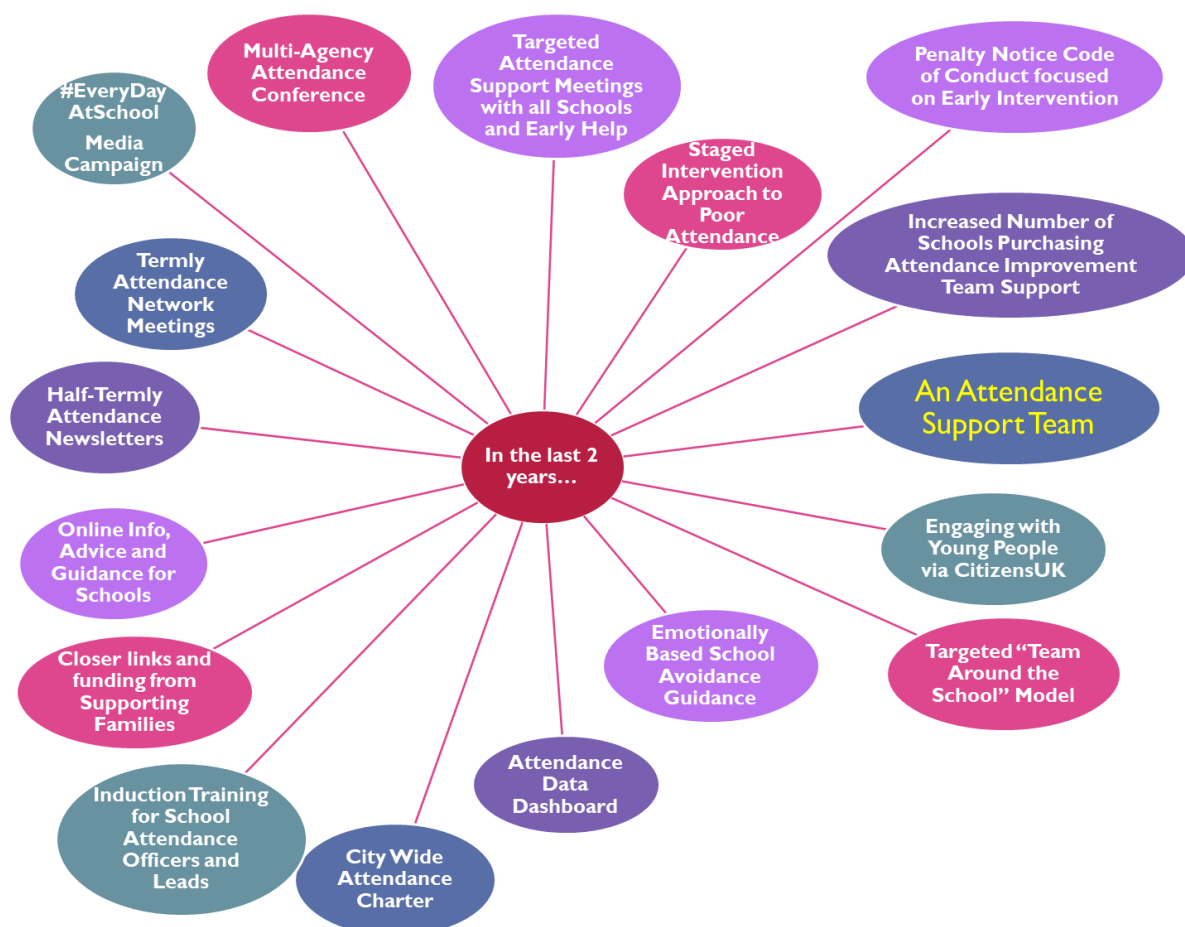 Multi-Agency
Attendance
Conference
Targeted
Attendance
Support Meetings
with all Schools
and Early Help
Penalty Notice Code
of Conduct focused
on Early Intervention
#EveryDay
AtSchool
Media
Campaign
Staged
Intervention
Approach to
Poor
Attendance
Increased Number of
Schools Purchasing
Attendance Improvement
Team Support
Termly
Attendance
Network
Meetings
An Attendance
Support Team
Half-Termly
Attendance
Newsletters
In the last 2
years…
Engaging with
Young People
via CitizensUK
Online Info,
Advice and
Guidance for
Schools
Emotionally
Based School
Avoidance
Guidance
Targeted “Team
Around the
School” Model
Closer links and
funding from
Supporting
Families
Attendance
Data
Dashboard
Induction Training
for School
Attendance
Officers and
Leads
City Wide
Attendance
Charter